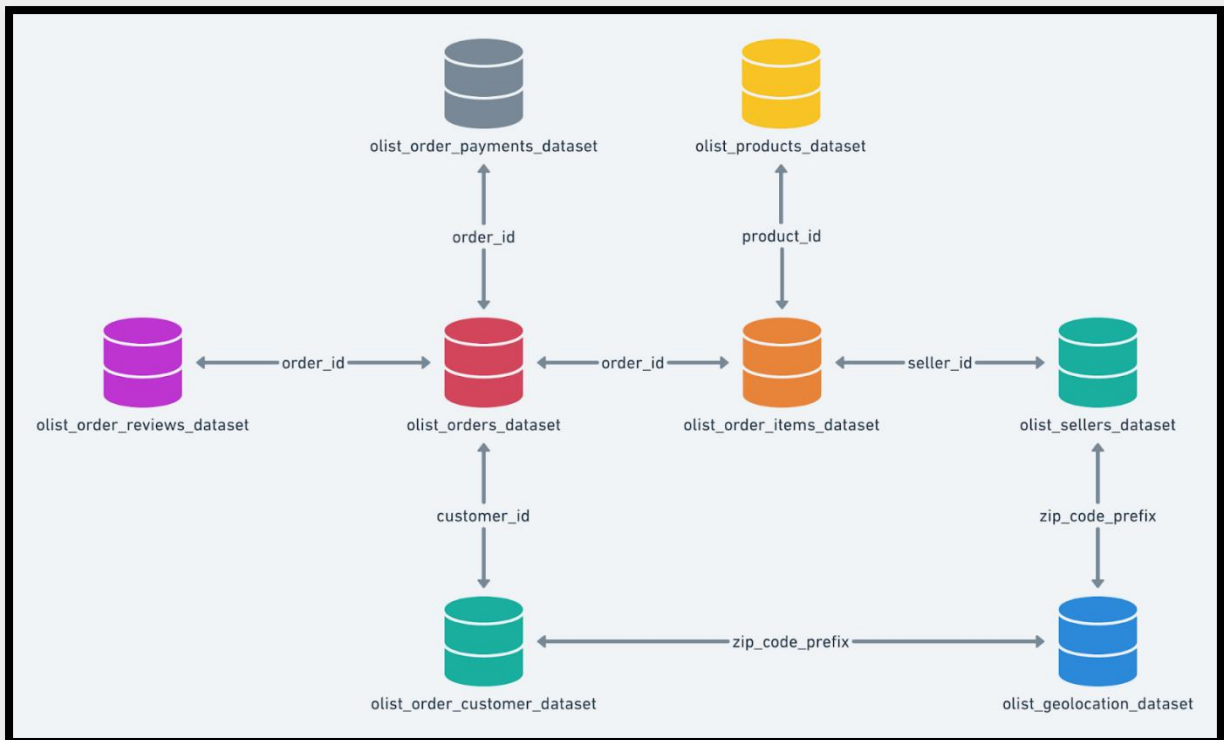 olist_order_payments_dataset
olist_products_dataset
order_id
product_id
order_id
order_id
seller_id
olist_order_reviews_dataset
olist_orders_dataset
olist_order_items_dataset
olist_sellers_dataset
customer_id
zip_code_prefix
zip_code_prefix
olist_order_customer_dataset
olist_geolocation_dataset